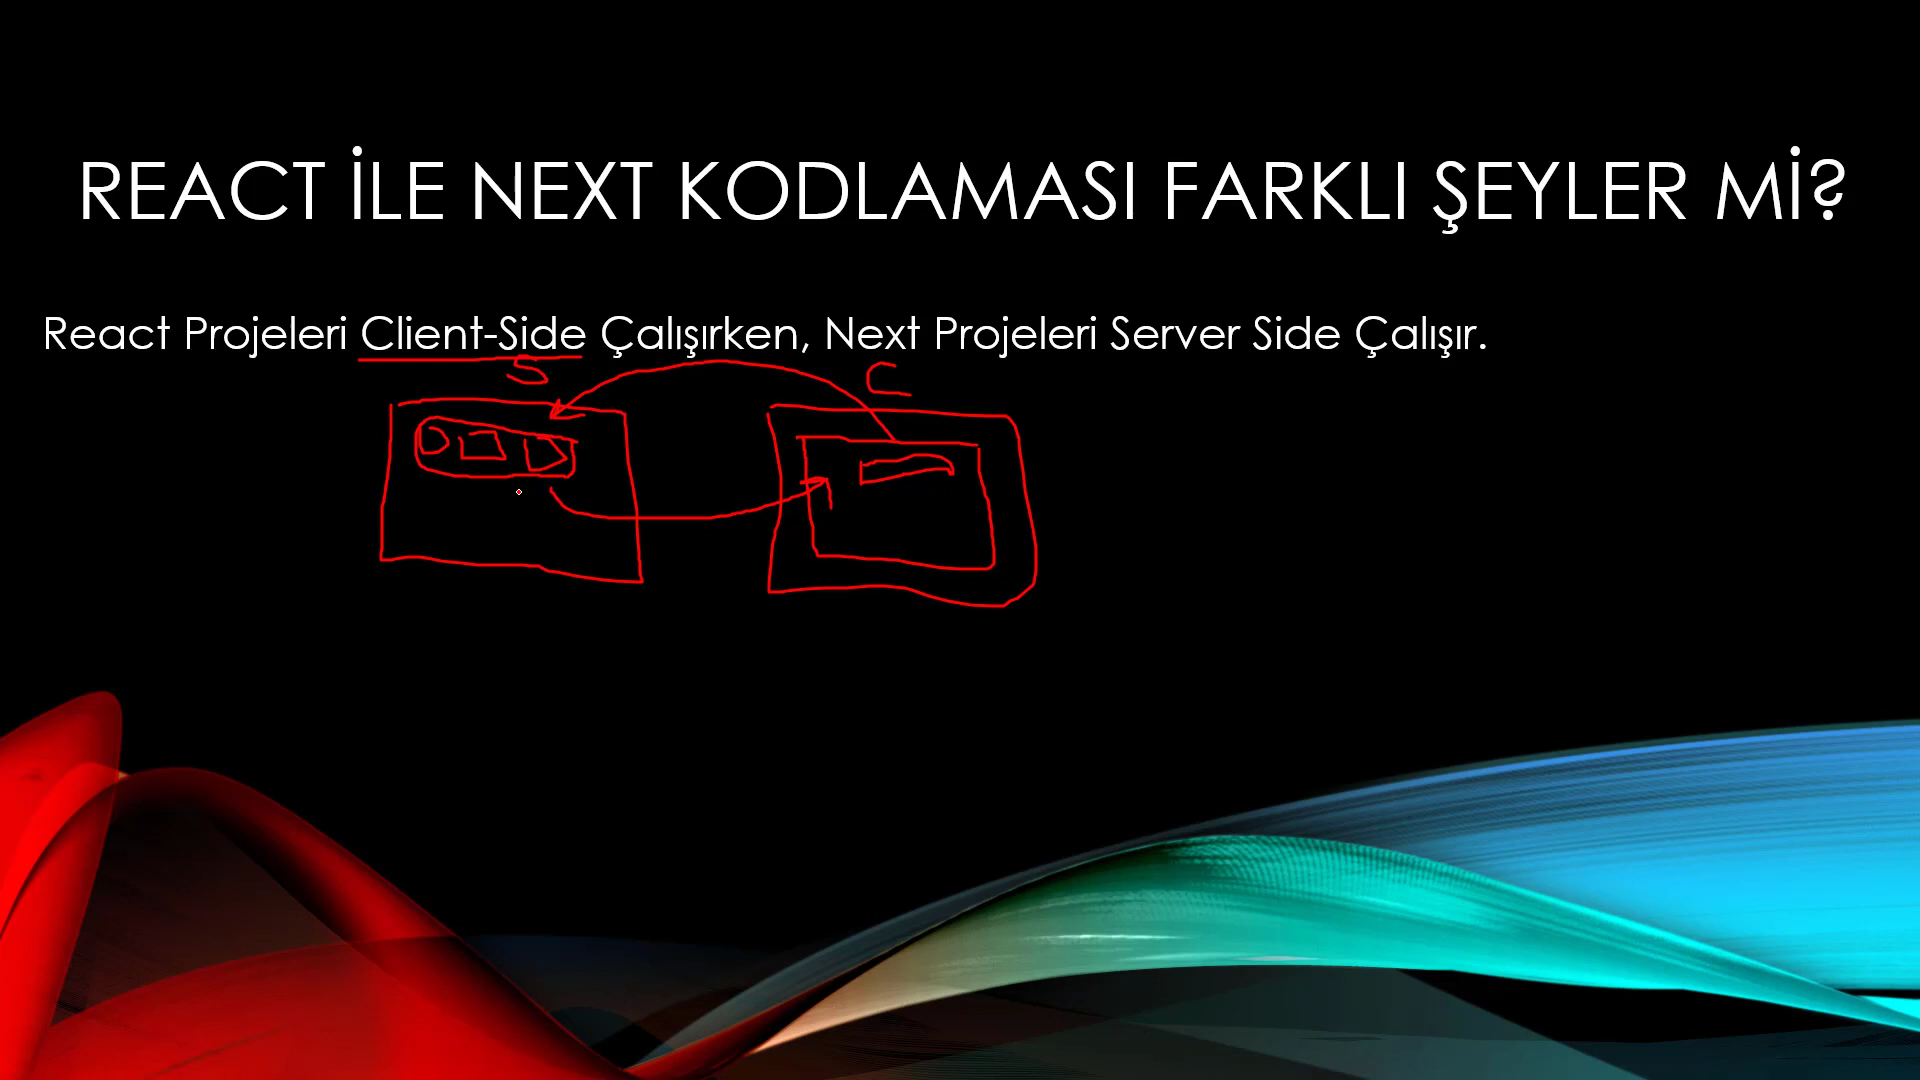 REACT İLE NEXT KODLAMASI FARKLI ŞEYLER Mİ?
React Projeleri Client-Side Çalışırken, Next Projeleri Server Side Çalışır.
S
C